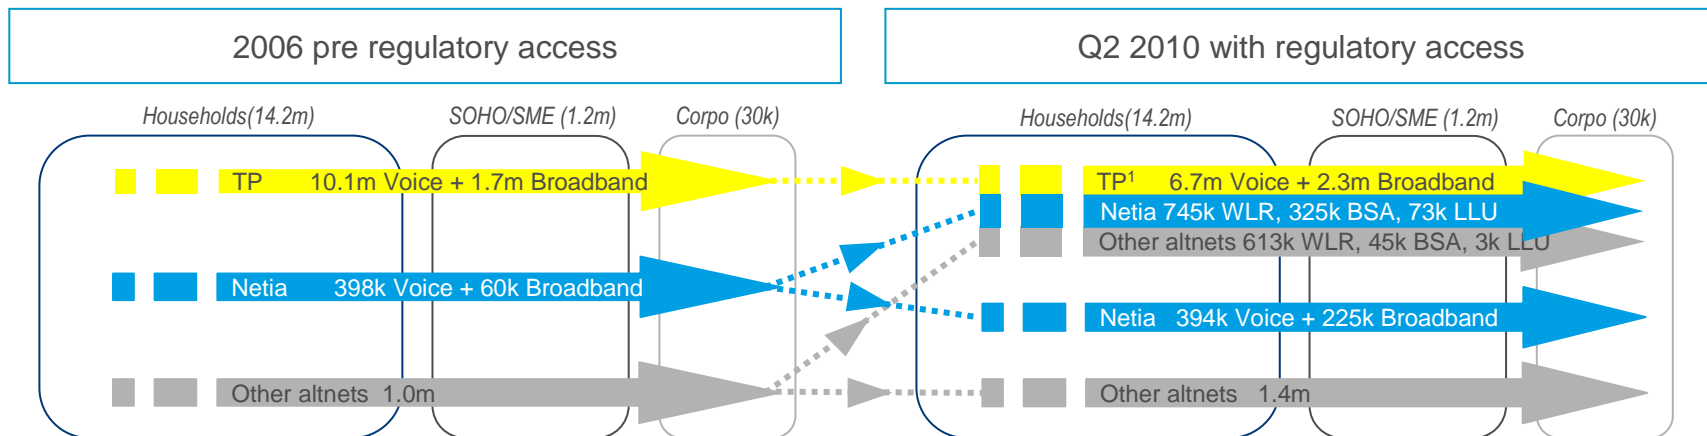 2006 pre regulatory access
Households(14.2m) SOHO/SME (1.2m) Corpo (30k)
TP 10.1m Voice + 1.7m Broadband
Netia 398k Voice + 60k Broadband
Other altnets 1.0m
Q2 2010 with regulatory access
Households(14.2m) SOHO/SME (1.2m) Corpo (30k)
TP¹ 6.7m Voice + 2.3m Broadband
Netia 745k WLR, 325k BSA, 73k LLU
Other altnets 613k WLR, 45k BSA, 3k LLU
Netia 394k Voice + 225k Broadband
Other altnets 1.4m